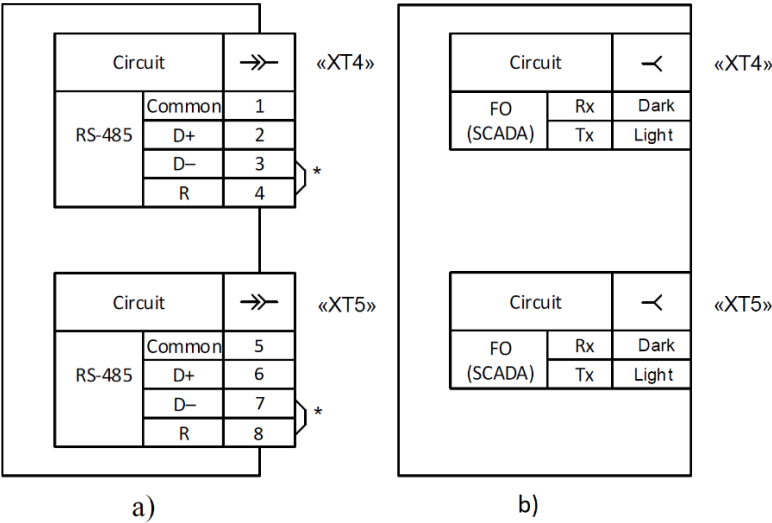 Circuit «XT4»
Common 1
RS-485 D+ 2
D– 3
*
R 4
Circuit «XT5»
Common 5
RS-485 D+ 6
D– 7
*
R 8
a)
Circuit «XT4»
FO Rx Dark
(SCADA) Tx Light
Circuit «XT5»
FO Rx Dark
(SCADA) Tx Light
b)